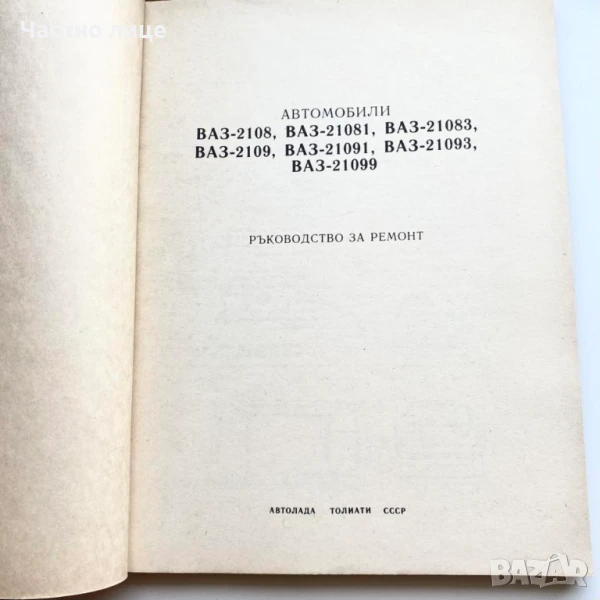 Частно лице
АВТОМОБИЛИ
ВАЗ-2108, ВАЗ-21081, ВАЗ-21083,
ВАЗ-2109, ВАЗ-21091, ВАЗ-21093,
ВАЗ-21099
РЪКОВОДСТВО ЗА РЕМОНТ
АВТОЛАДА ТОЛИАТИ СССР
BAZAR